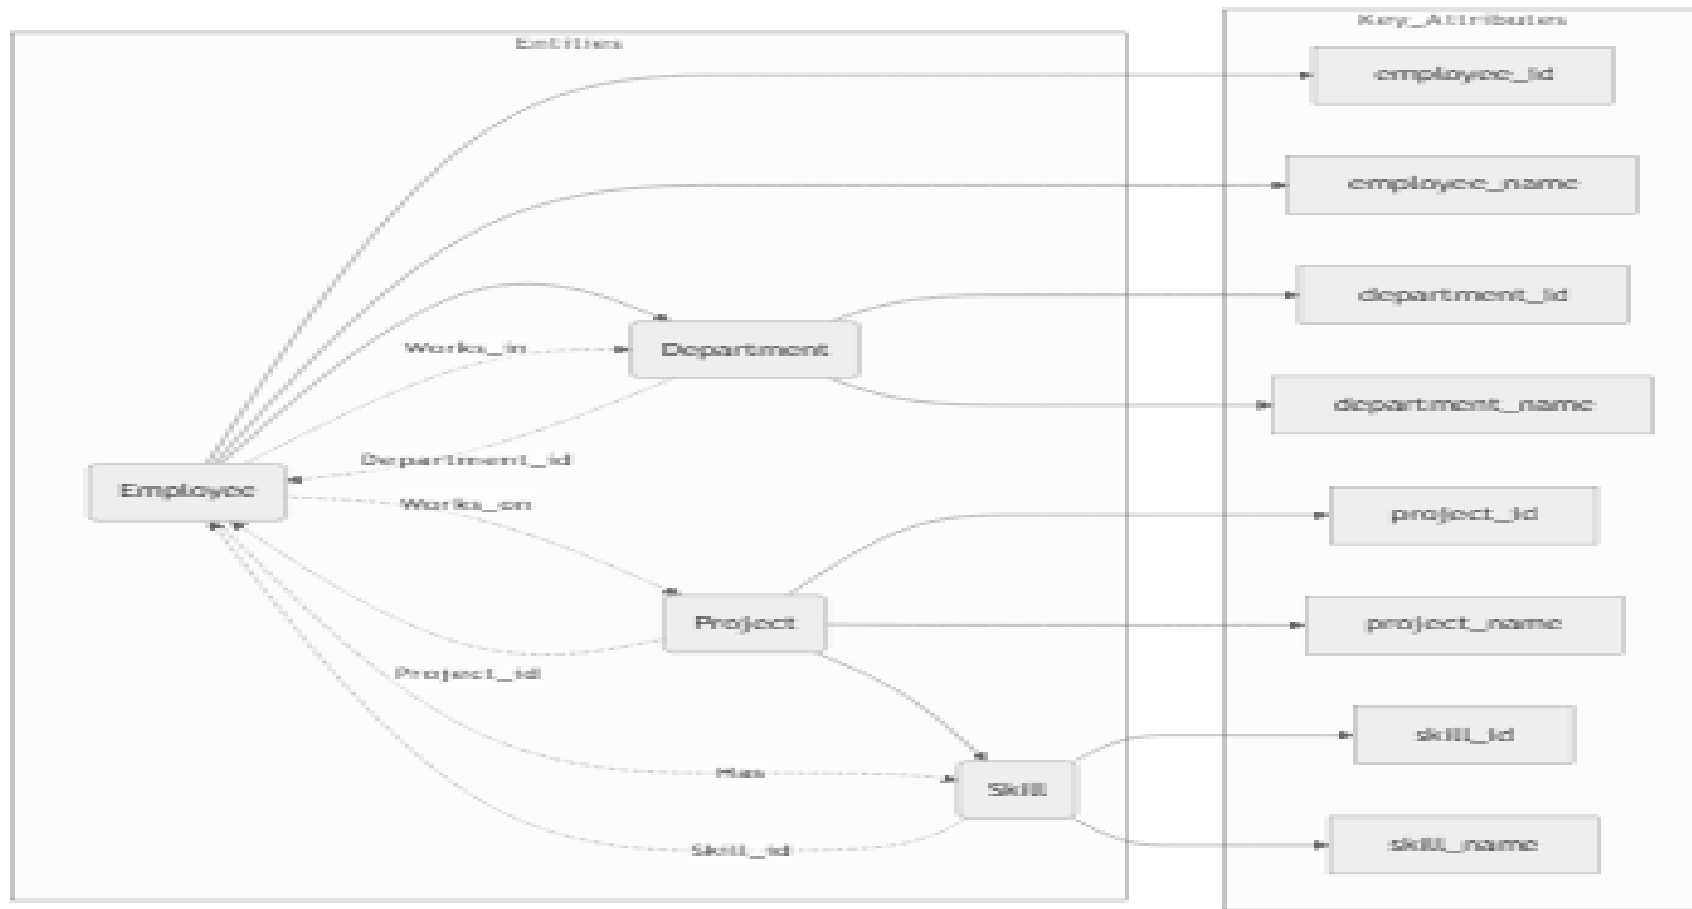 Key_Attributes
Entities
employee_id
employee_name
department_id
Works_in
Department
department_name
Department_id
Employee
Works_on
project_id
Project
project_name
Project_id
skill_id
Has
Skill
skill_name
Skill_id